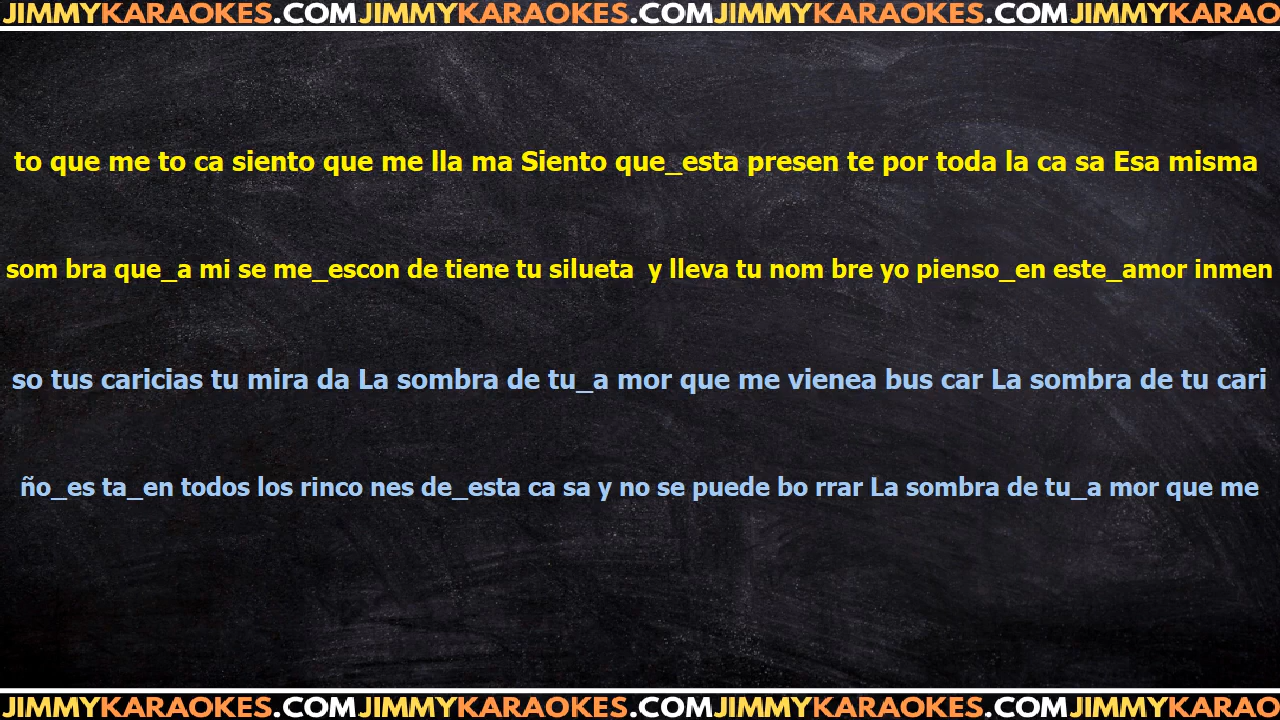 JIMMYKARAOKES.COMJIMMYKARAOKES.COMJIMMYKARAOKES.COMJIMMYKARAO
to que me to ca siento que me lla ma Siento que_esta presen te por toda la ca sa Esa misma
som bra que_a mi se me_escon de tiene tu silueta  y lleva tu nom bre yo pienso_en este_amor inmen
so tus caricias tu mira da La sombra de tu_a mor que me vienea bus car La sombra de tu cari
ño_es ta_en todos los rinco nes de_esta ca sa y no se puede bo rrar La sombra de tu_a mor que me
JIMMYKARAOKES.COMJIMMYKARAOKES.COMJIMMYKARAOKES.COMJIMMYKARAO